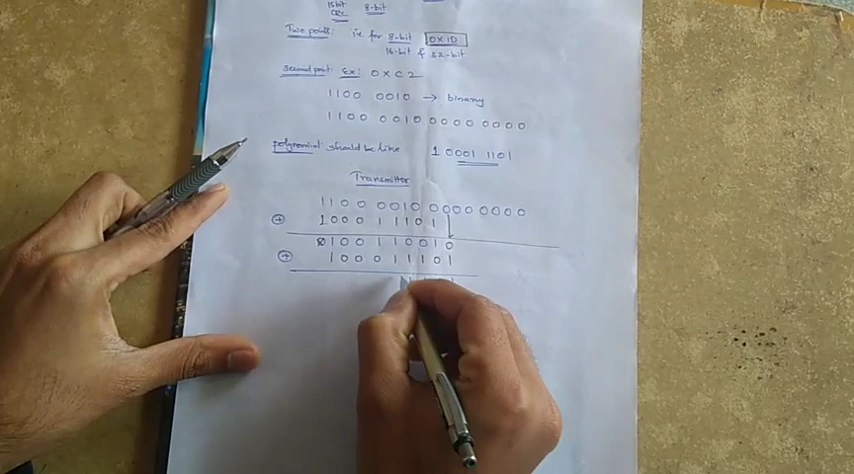 16bit 8-bit
CRC
Two points: i.e for 8-bit 0X1D
16-bit & 32-bit
Second point: Ex: 0XC2
1100 0010 → binary
1100 0010 0000 0000
polynomial should be like 1 0001 1101
Transmitter
1100 0010 0000 0000
⊕ 1000 1110 1
0100 1100 10
⊕ 1000 1110 1